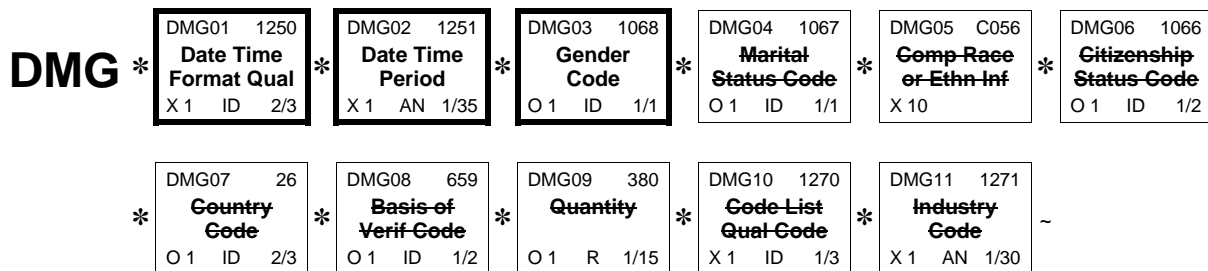 DMG * DMG01 1250 * DMG02 1251 * DMG03 1068 * DMG04 1067 * DMG05 C056 * DMG06 1066
Date Time Date Time Gender Marital Comp Race Citizenship
Format Qual Period Code Status Code or Ethn Inf Status Code
X 1 ID 2/3 X 1 AN 1/35 O 1 ID 1/1 O 1 ID 1/1 X 10 O 1 ID 1/2
* DMG07 26 * DMG08 659 * DMG09 380 * DMG10 1270 * DMG11 1271 ~
Country Basis of Quantity Code List Industry
Code Verif Code Qual Code Code
O 1 ID 2/3 O 1 ID 1/2 O 1 R 1/15 X 1 ID 1/3 X 1 AN 1/30